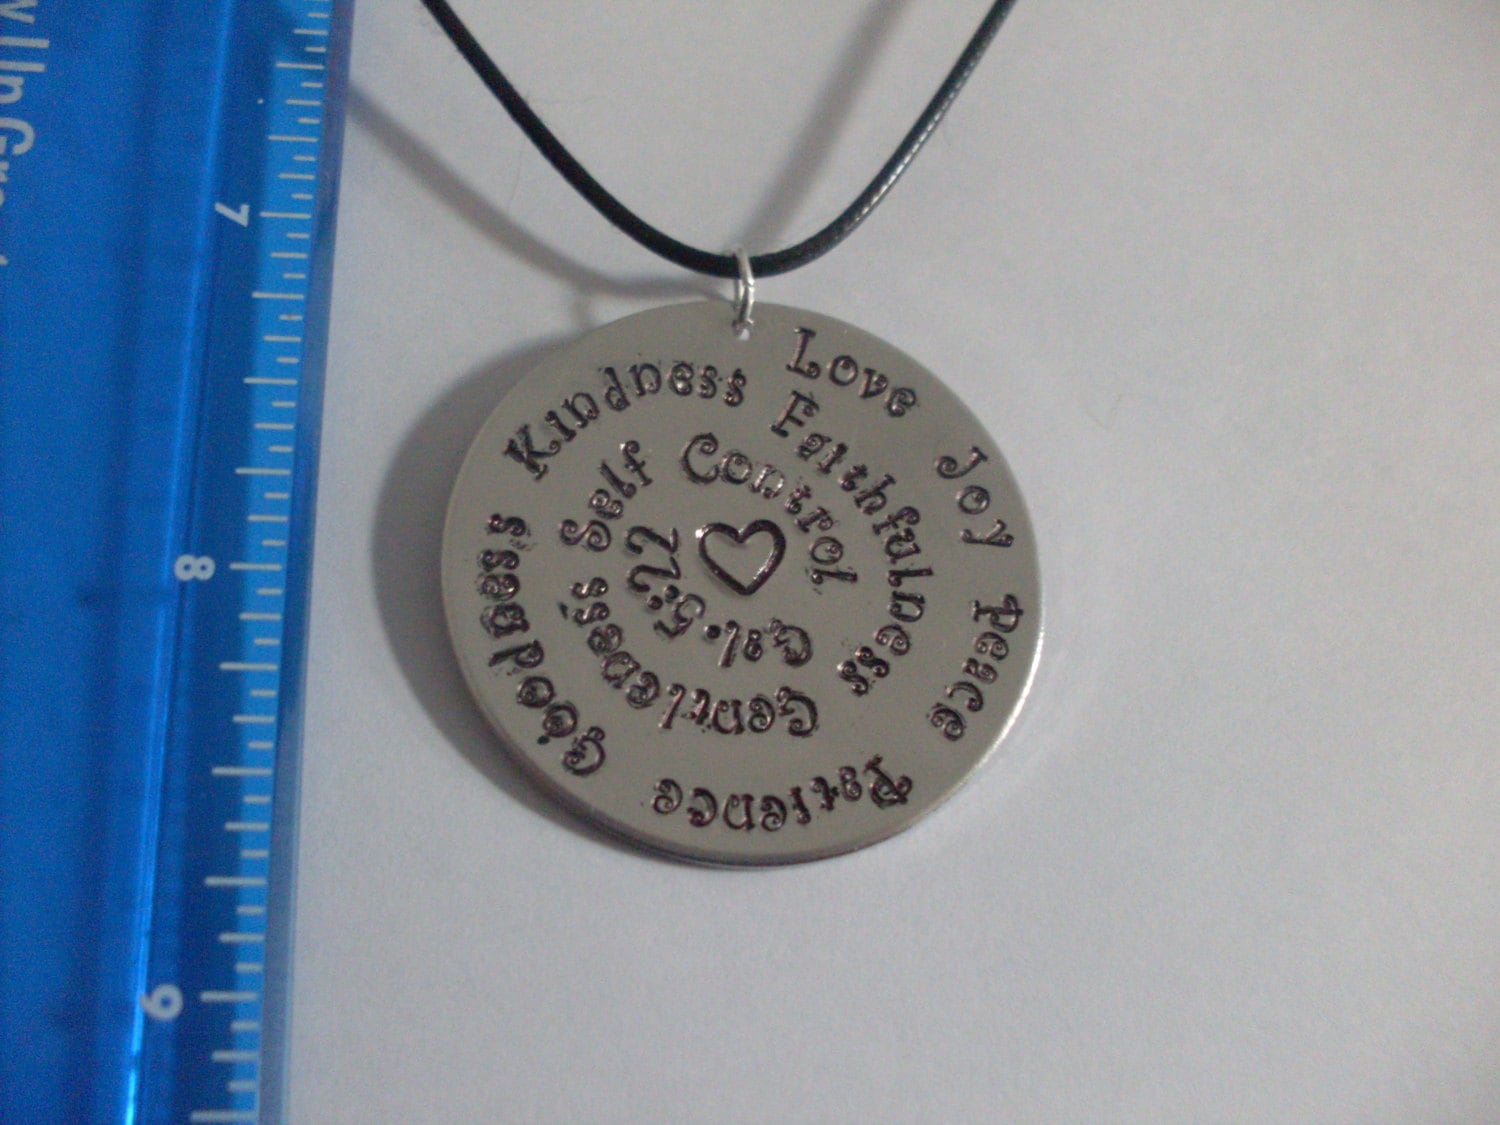 Love Joy Peace Patience Goodness Kindness
Faithfulness Gentleness Self Control
Gal. 5:22
7
8
9